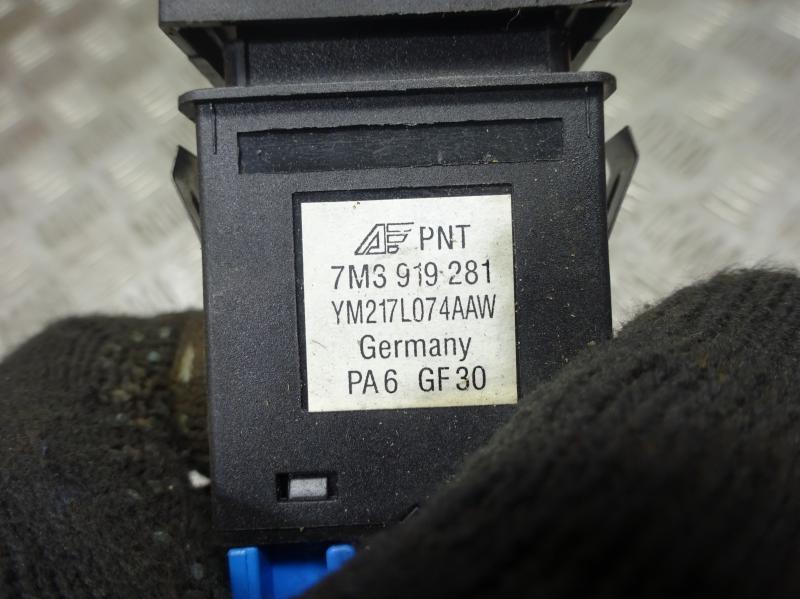 PNT
7M3 919 281
YM217L074AAW
Germany
PA6 GF30